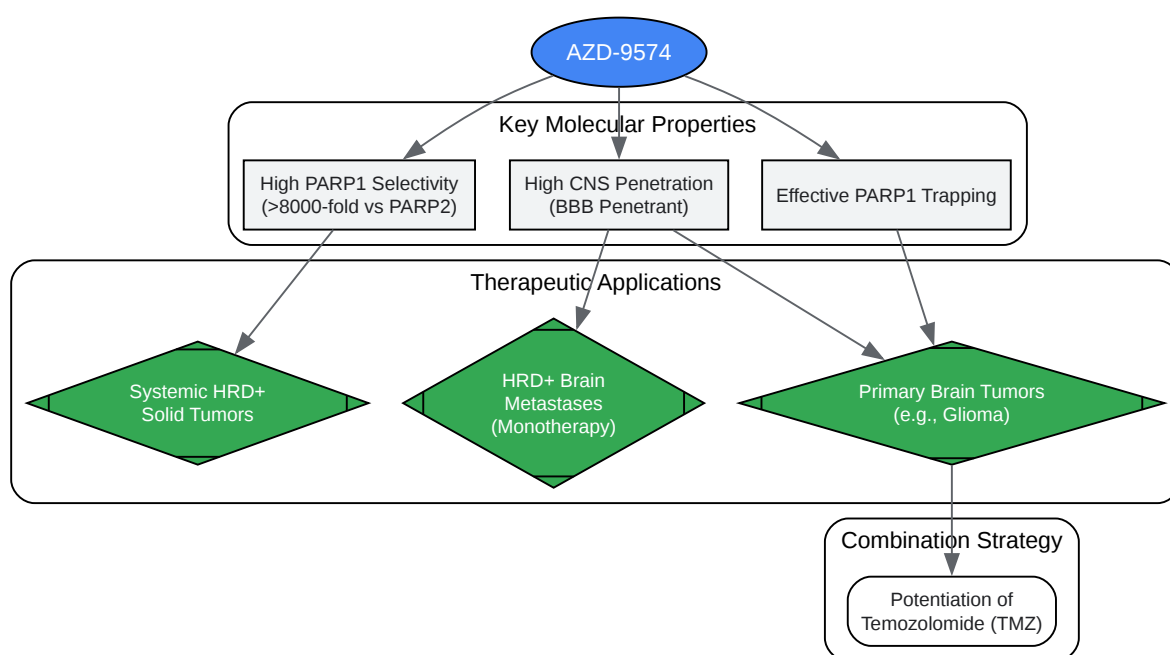 AZD-9574
Key Molecular Properties
High PARP1 Selectivity
(>8000-fold vs PARP2)
High CNS Penetration
(BBB Penetrant)
Effective PARP1 Trapping
Therapeutic Applications
Systemic HRD+
Solid Tumors
HRD+ Brain
Metastases
(Monotherapy)
Primary Brain Tumors
(e.g., Glioma)
Combination Strategy
Potentiation of
Temozolomide (TMZ)